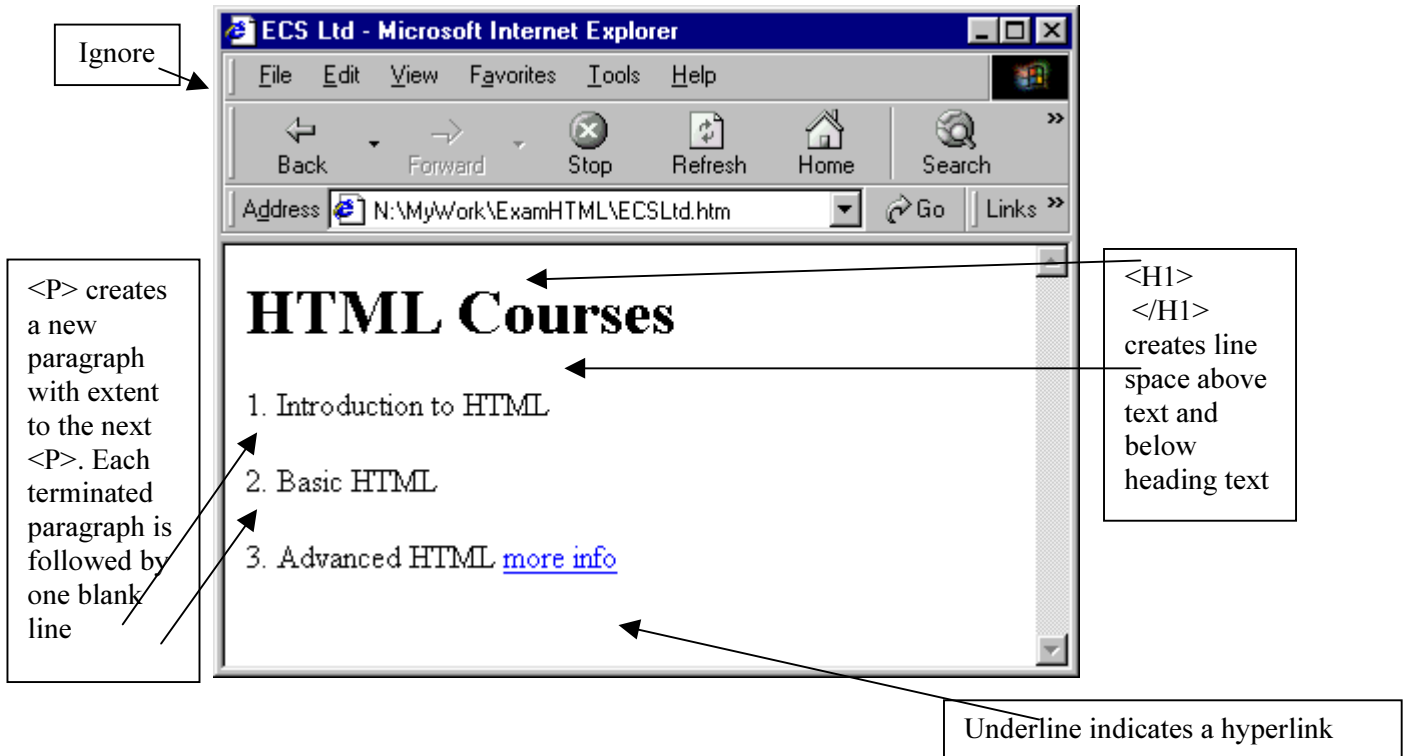 Ignore
ECS Ltd - Microsoft Internet Explorer
File Edit View Favorites Tools Help
Back Forward Stop Refresh Home Search »
Address N:\MyWork\ExamHTML\ECSLtd.htm Go Links »
<P> creates
a new
paragraph
with extent
to the next
<P>. Each
terminated
paragraph is
followed by
one blank
line
HTML Courses
1. Introduction to HTML
2. Basic HTML
3. Advanced HTML more info
<H1>
</H1>
creates line
space above
text and
below
heading text
Underline indicates a hyperlink